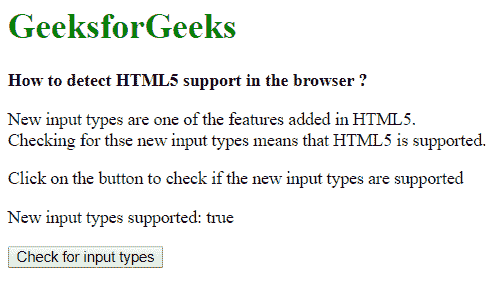 GeeksforGeeks
How to detect HTML5 support in the browser ?
New input types are one of the features added in HTML5.
Checking for thse new input types means that HTML5 is supported.
Click on the button to check if the new input types are supported
New input types supported: true
Check for input types